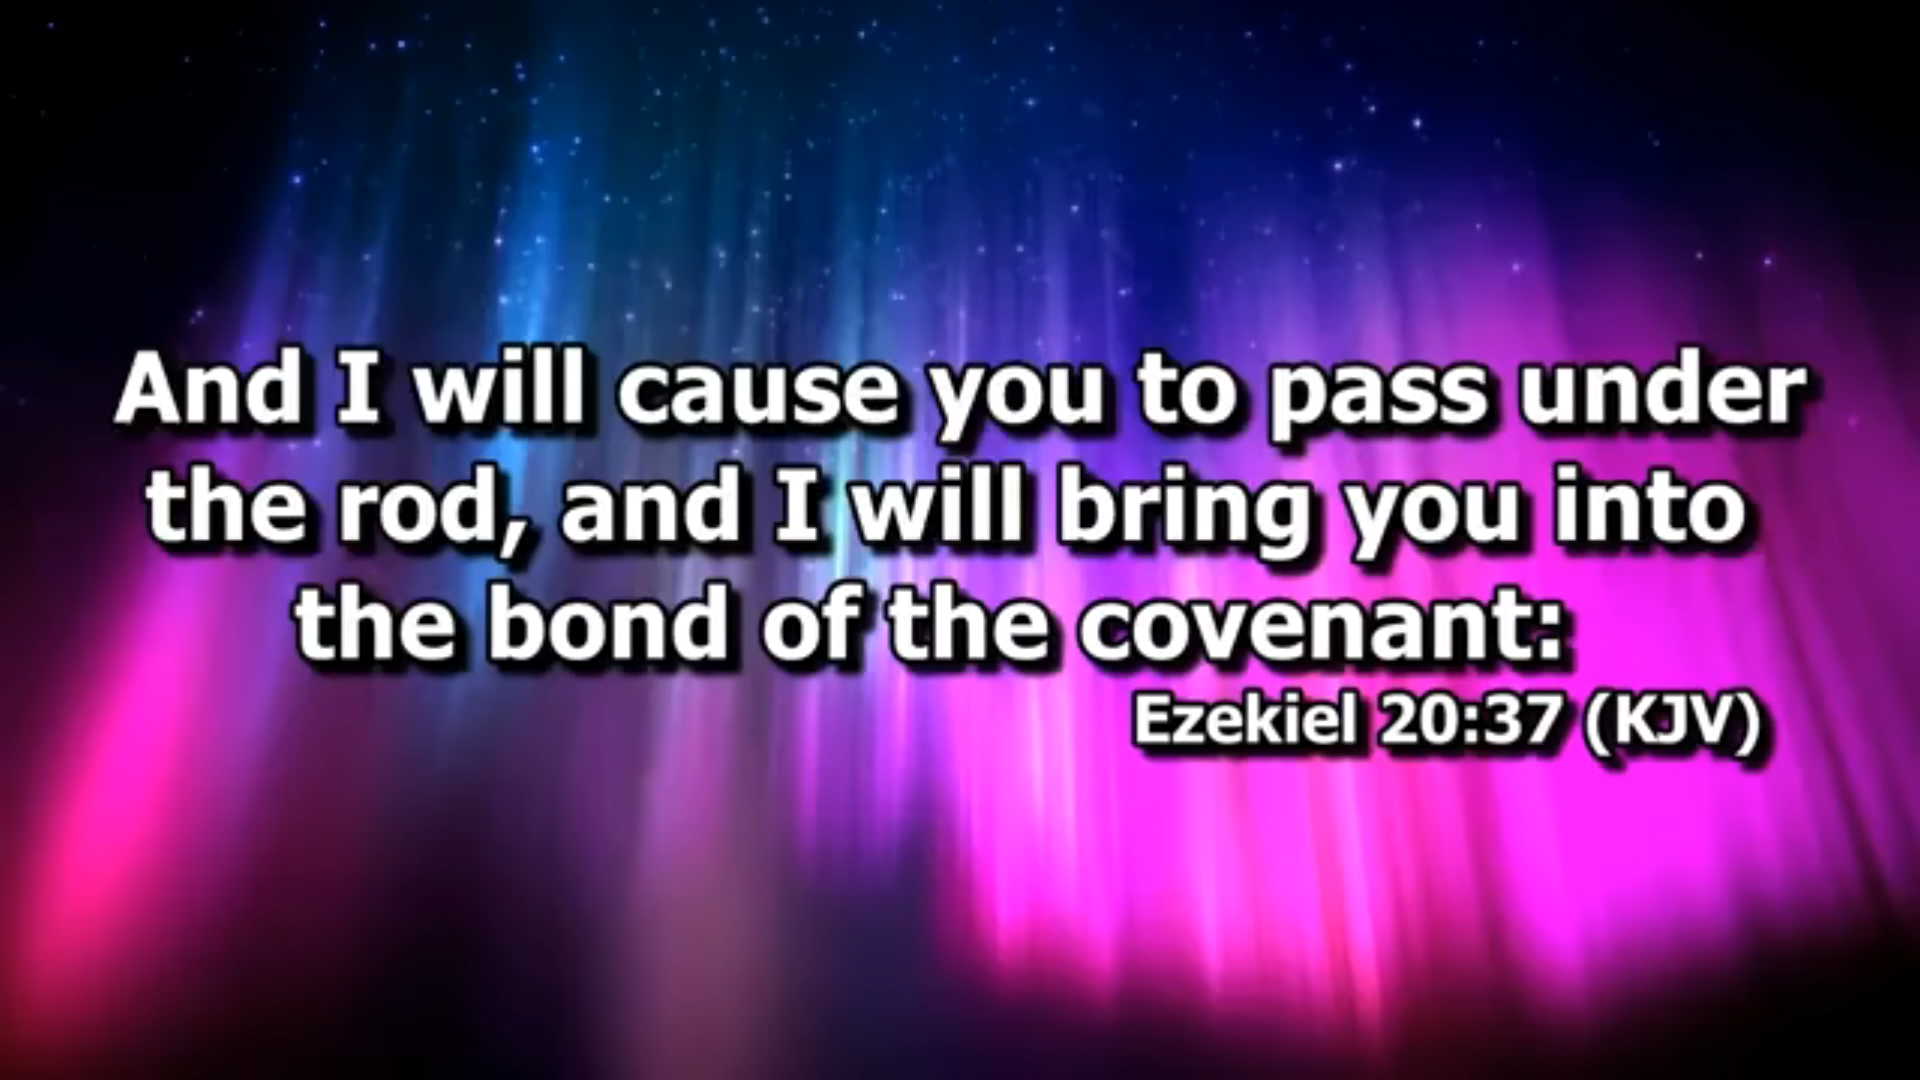 And I will cause you to pass under
the rod, and I will bring you into
the bond of the covenant:
Ezekiel 20:37 (KJV)